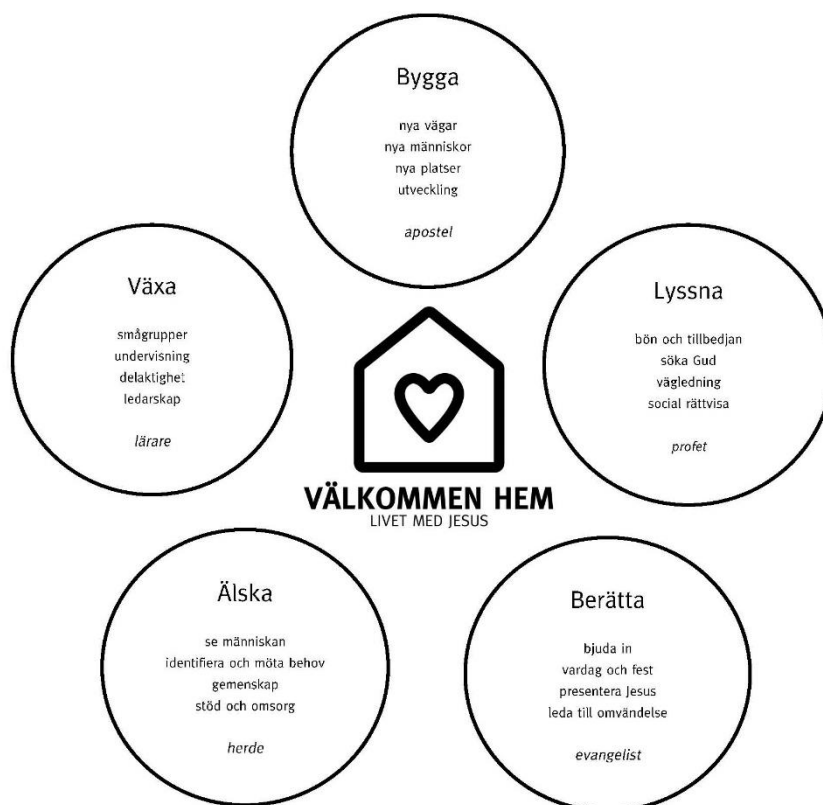 Bygga
nya vägar
nya människor
nya platser
utveckling
apostel
Växa
smågrupper
undervisning
delaktighet
ledarskap
lärare
Lyssna
bön och tillbedjan
söka Gud
vägledning
social rättvisa
profet
VÄLKOMMEN HEM
LIVET MED JESUS
Älska
se människan
identifiera och möta behov
gemenskap
stöd och omsorg
herde
Berätta
bjuda in
vardag och fest
presentera Jesus
leda till omvändelse
evangelist